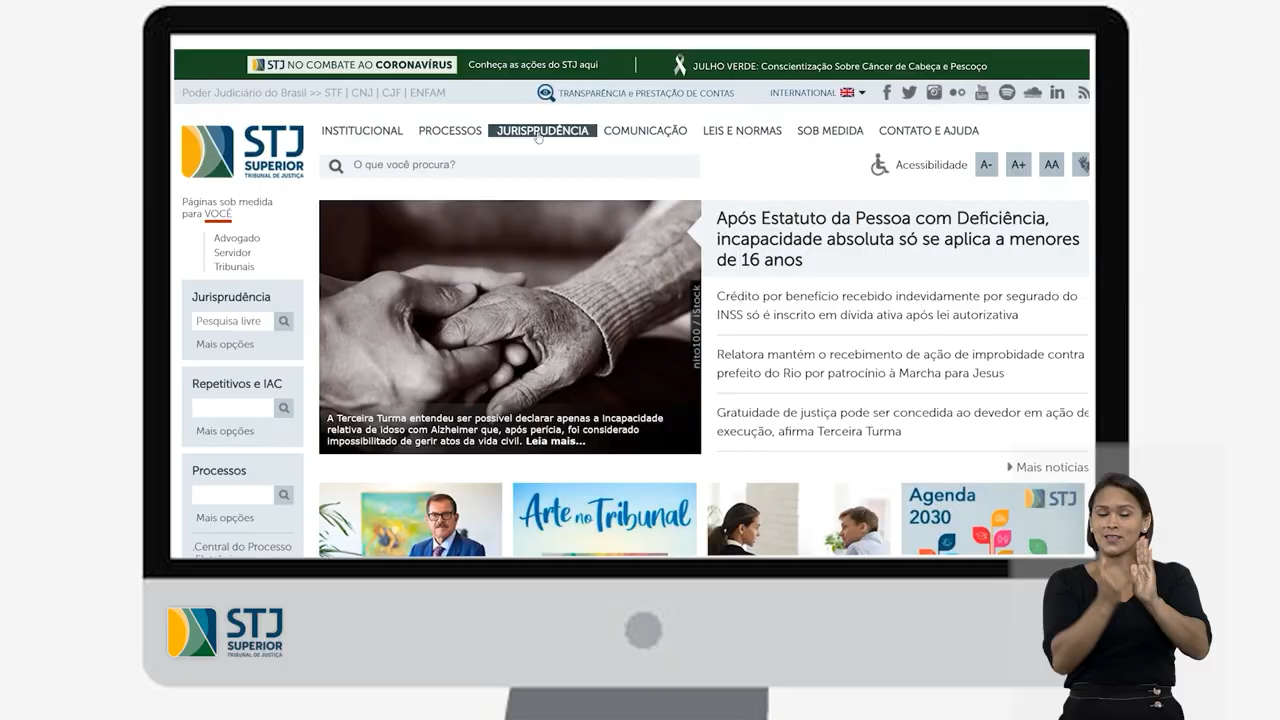 STJ NO COMBATE AO CORONAVÍRUS Conheça as ações do STJ aqui JULHO VERDE: Conscientização Sobre Câncer de Cabeça e Pescoço
Poder Judiciário do Brasil >> STF | CNJ | CJF | ENFAM TRANSPARÊNCIA e PRESTAÇÃO DE CONTAS INTERNATIONAL
INSTITUCIONAL PROCESSOS JURISPRUDÊNCIA COMUNICAÇÃO LEIS E NORMAS SOB MEDIDA CONTATO E AJUDA
STJ
SUPERIOR
TRIBUNAL DE JUSTIÇA
O que você procura?
Acessibilidade A- A+ AA
Páginas sob medida
para VOCÊ
Advogado
Servidor
Tribunais
Jurisprudência
Pesquisa livre
Mais opções
Repetitivos e IAC
Mais opções
Processos
Mais opções
Central do Processo
nito100 / iStock
A Terceira Turma entendeu ser possível declarar apenas a incapacidade
relativa de idoso com Alzheimer que, após perícia, foi considerado
impossibilitado de gerir atos da vida civil. Leia mais...
Após Estatuto da Pessoa com Deficiência,
incapacidade absoluta só se aplica a menores
de 16 anos
Crédito por benefício recebido indevidamente por segurado do
INSS só é inscrito em dívida ativa após lei autorizativa
Relatora mantém o recebimento de ação de improbidade contra
prefeito do Rio por patrocínio à Marcha para Jesus
Gratuidade de justiça pode ser concedida ao devedor em ação de
execução, afirma Terceira Turma
Mais notícias
Arte no Tribunal
Agenda
2030
STJ
STJ
SUPERIOR
TRIBUNAL DE JUSTIÇA